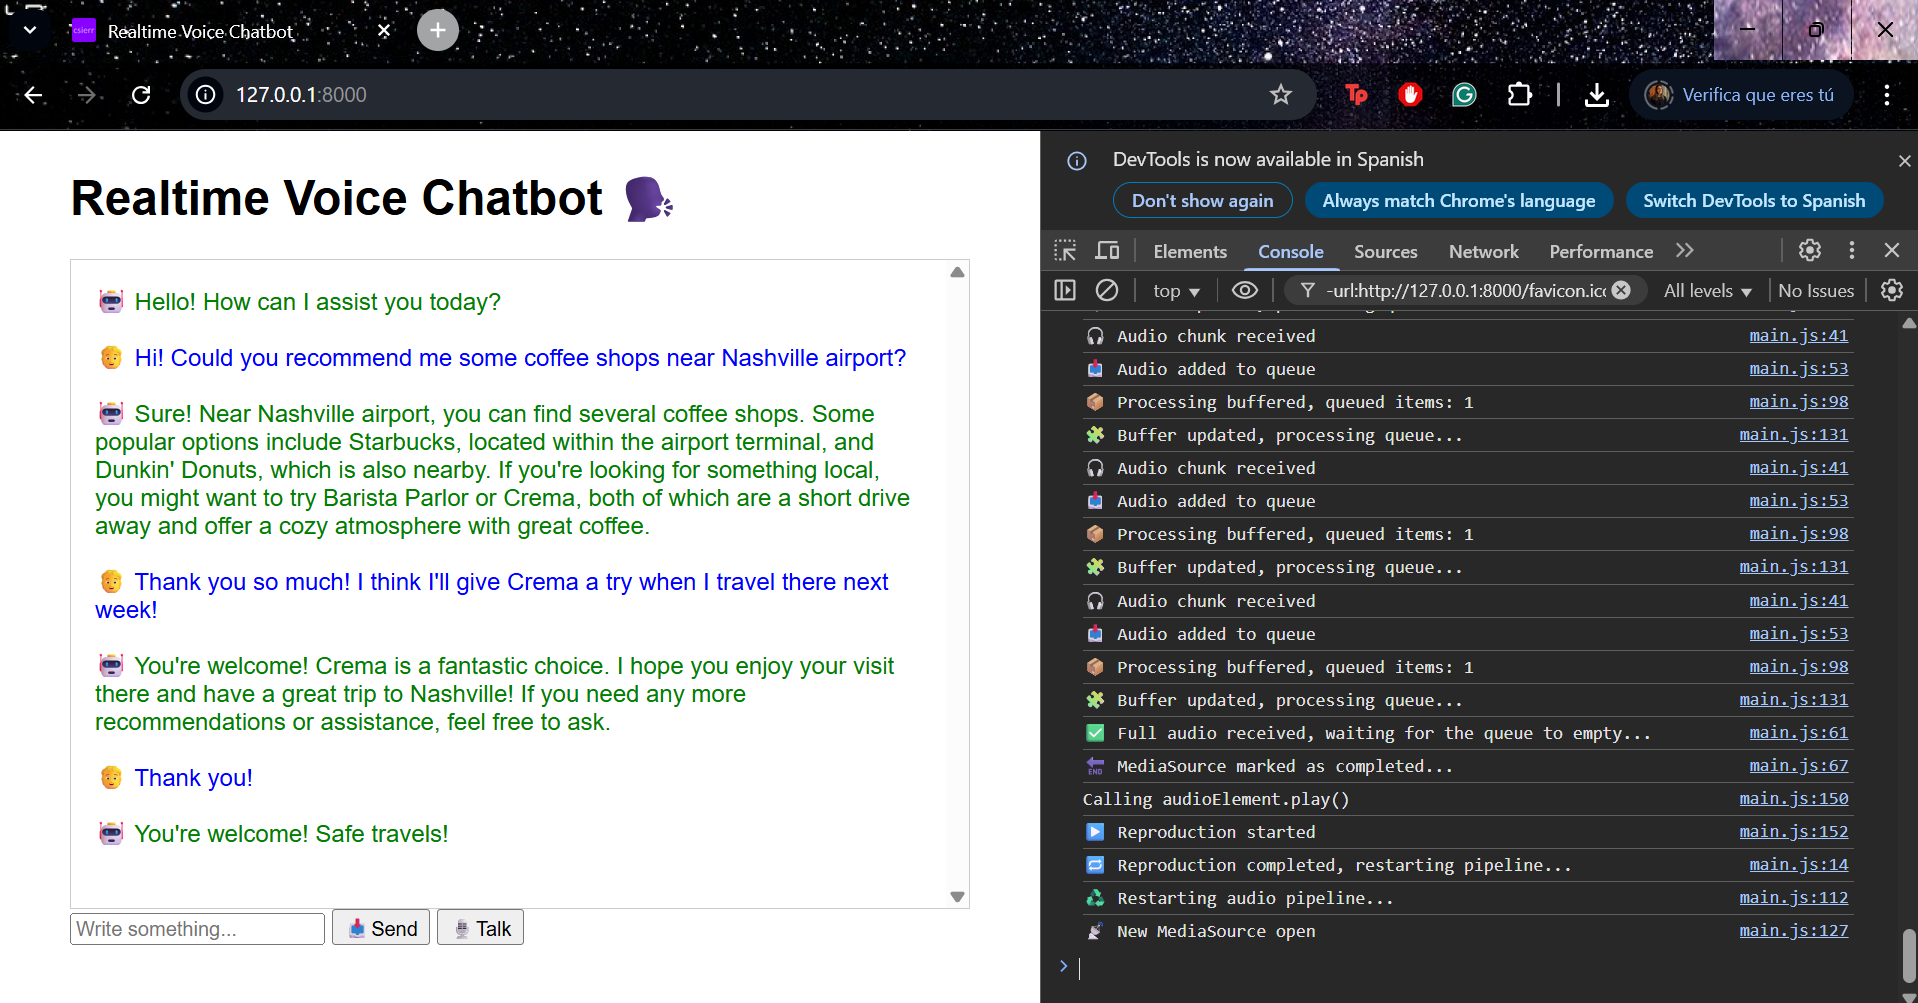 csierr
Realtime Voice Chatbot
127.0.0.1:8000
Tp
Verifica que eres tú
Realtime Voice Chatbot 🗣
🤖 Hello! How can I assist you today?
🧑 Hi! Could you recommend me some coffee shops near Nashville airport?
🤖 Sure! Near Nashville airport, you can find several coffee shops. Some
popular options include Starbucks, located within the airport terminal, and
Dunkin' Donuts, which is also nearby. If you're looking for something local,
you might want to try Barista Parlor or Crema, both of which are a short drive
away and offer a cozy atmosphere with great coffee.
🧑 Thank you so much! I think I'll give Crema a try when I travel there next
week!
🤖 You're welcome! Crema is a fantastic choice. I hope you enjoy your visit
there and have a great trip to Nashville! If you need any more
recommendations or assistance, feel free to ask.
🧑 Thank you!
🤖 You're welcome! Safe travels!
Write something...
📥 Send
🎙 Talk
DevTools is now available in Spanish
Don't show again
Always match Chrome's language
Switch DevTools to Spanish
Elements Console Sources Network Performance
top
-url:http://127.0.0.1:8000/favicon.ic
All levels
No Issues
🎧 Audio chunk received main.js:41
📥 Audio added to queue main.js:53
📦 Processing buffered, queued items: 1 main.js:98
🧩 Buffer updated, processing queue... main.js:131
🎧 Audio chunk received main.js:41
📥 Audio added to queue main.js:53
📦 Processing buffered, queued items: 1 main.js:98
🧩 Buffer updated, processing queue... main.js:131
🎧 Audio chunk received main.js:41
📥 Audio added to queue main.js:53
📦 Processing buffered, queued items: 1 main.js:98
🧩 Buffer updated, processing queue... main.js:131
✅ Full audio received, waiting for the queue to empty... main.js:61
🔚 MediaSource marked as completed... main.js:67
Calling audioElement.play() main.js:150
▶ Reproduction started main.js:152
🔁 Reproduction completed, restarting pipeline... main.js:14
♻ Restarting audio pipeline... main.js:112
📡 New MediaSource open main.js:127